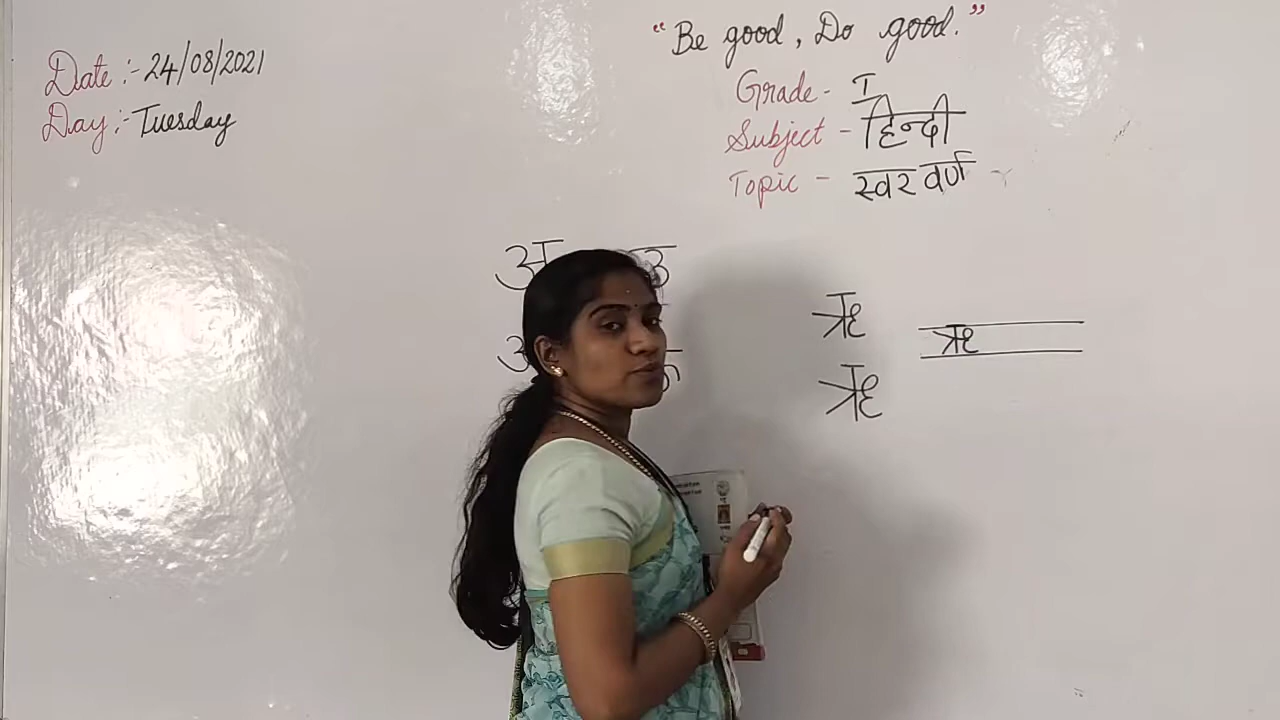 “Be good, Do good.”
Date :- 24/08/2021
Day :- Tuesday
Grade - I
Subject - हिन्दी
Topic - स्वर वर्ण
अ उ
ऋ ऋ
ऋ